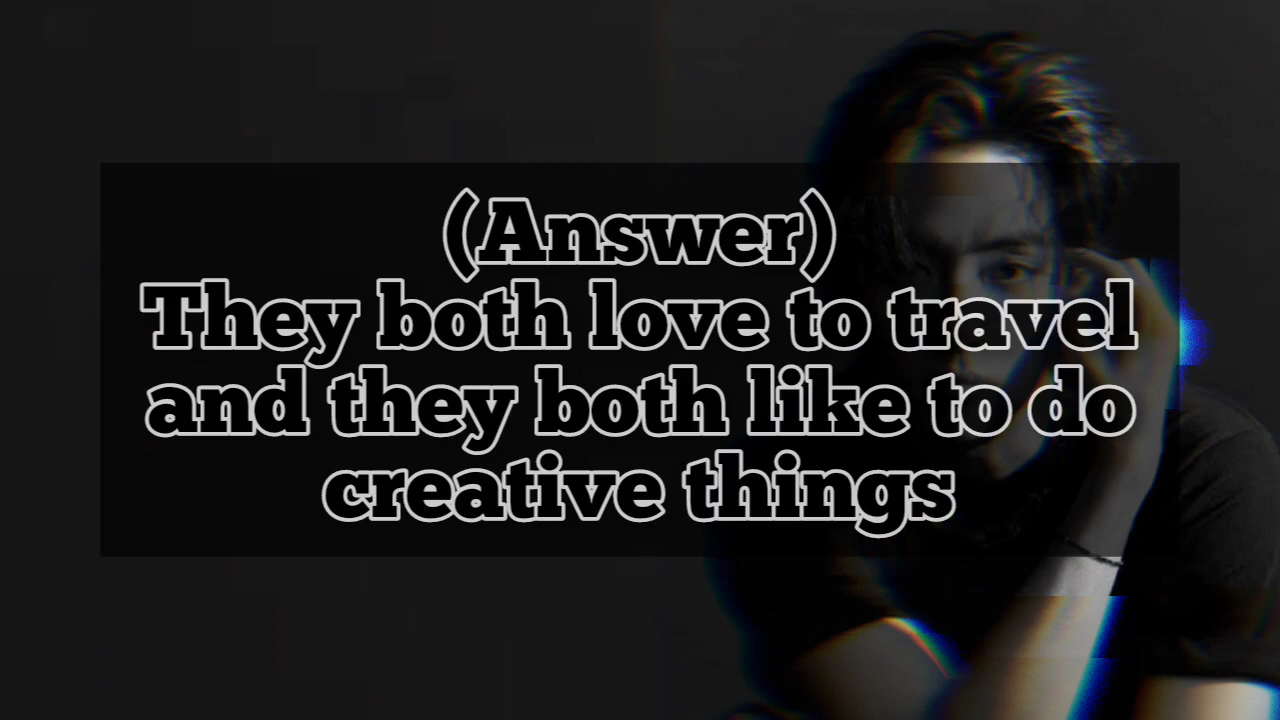 (Answer)
They both love to travel
and they both like to do
creative things